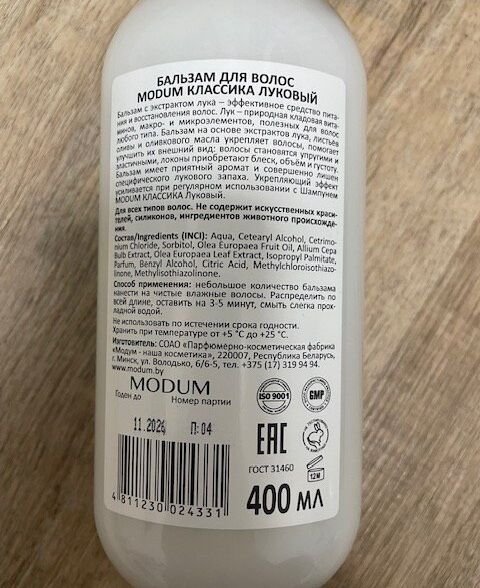 БАЛЬЗАМ ДЛЯ ВОЛОС
MODUM КЛАССИКА ЛУКОВЫЙ
Бальзам с экстрактом лука – эффективное средство пита-
ния и восстановления волос. Лук – природная кладовая вита-
минов, макро- и микроэлементов, полезных для волос
любого типа. Бальзам на основе экстрактов лука, листьев
оливы и оливкового масла укрепляет волосы, помогает
улучшить их внешний вид: волосы становятся упругими и
эластичными, локоны приобретают блеск, объём и густоту.
Бальзам имеет приятный аромат и совершенно лишен
специфического лукового запаха. Укрепляющий эффект
усиливается при регулярном использовании с Шампунем
MODUM КЛАССИКА Луковый.
Для всех типов волос. Не содержит искусственных краси-
телей, силиконов, ингредиентов животного происхожде-
ния.
Состав/Ingredients (INCI): Aqua, Cetearyl Alcohol, Cetrimo-
nium Chloride, Sorbitol, Olea Europaea Fruit Oil, Allium Cepa
Bulb Extract, Olea Europaea Leaf Extract, Isopropyl Palmitate,
Parfum, Benzyl Alcohol, Citric Acid, Methylchloroisothiazo-
linone, Methylisothiazolinone.
Способ применения: небольшое количество бальзама
нанести на чистые влажные волосы. Распределить по
всей длине, оставить на 3-5 минут, смыть слегка прох-
ладной водой.
Не использовать по истечении срока годности.
Хранить при температуре от +5 °С до +25 °С.
Изготовитель: СОАО «Парфюмерно-косметическая фабрика
«Модум - наша косметика», 220007, Республика Беларусь,
г. Минск, ул. Володько, 6/6-5, тел. +375 (17) 319 94 94.
www.modum.by
MODUM
Годен до Номер партии
11.2026 П:04
ISO 9001
GMP
EAC
ГОСТ 31460
12M
4 811230 024331
400 МЛ